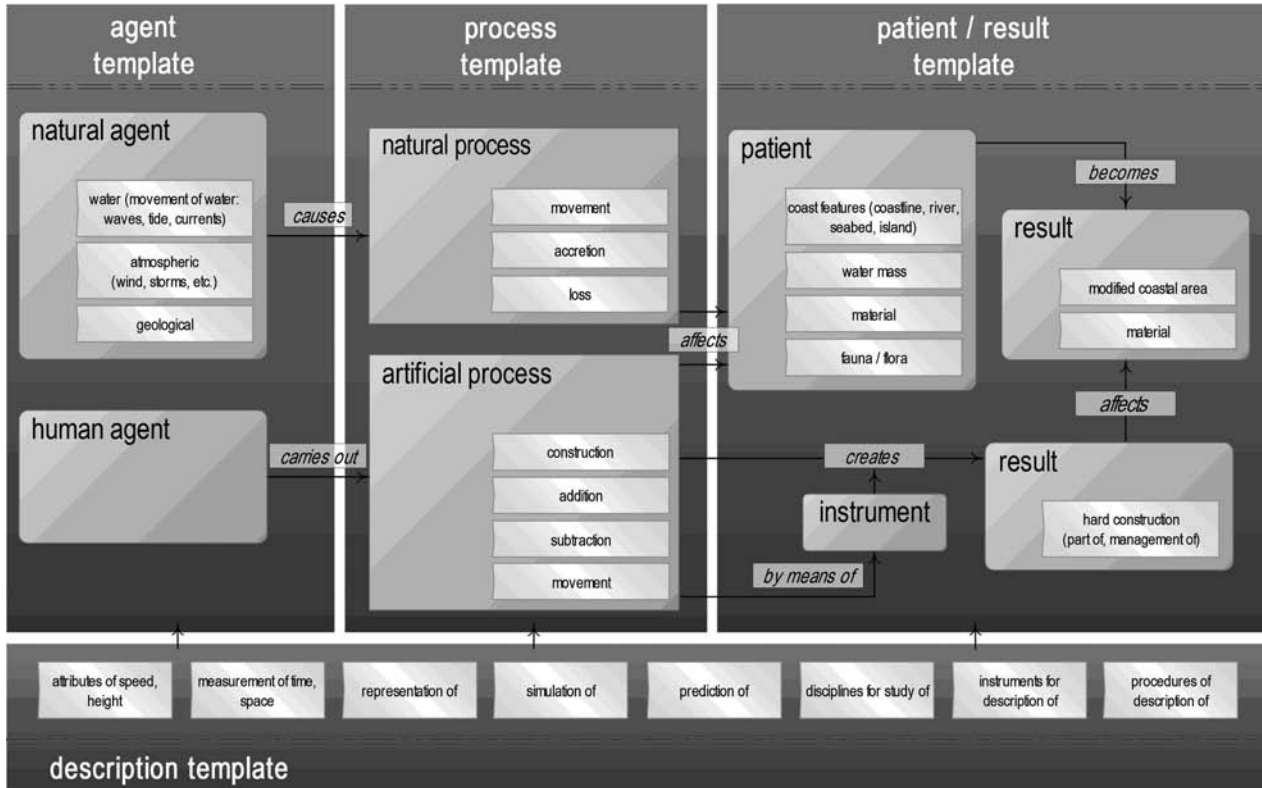 agent
template
process
template
patient / result
template
natural agent
water (movement of water:
waves, tide, currents)
atmospheric
(wind, storms, etc.)
geological
human agent
causes
carries out
natural process
movement
accretion
loss
artificial process
construction
addition
subtraction
movement
affects
patient
coast features (coastline, river,
seabed, island)
water mass
material
fauna / flora
becomes
result
modified coastal area
material
affects
creates
instrument
by means of
result
hard construction
(part of, management of)
attributes of speed,
height
measurement of time,
space
representation of
simulation of
prediction of
disciplines for study of
instruments for
description of
procedures of
description of
description template